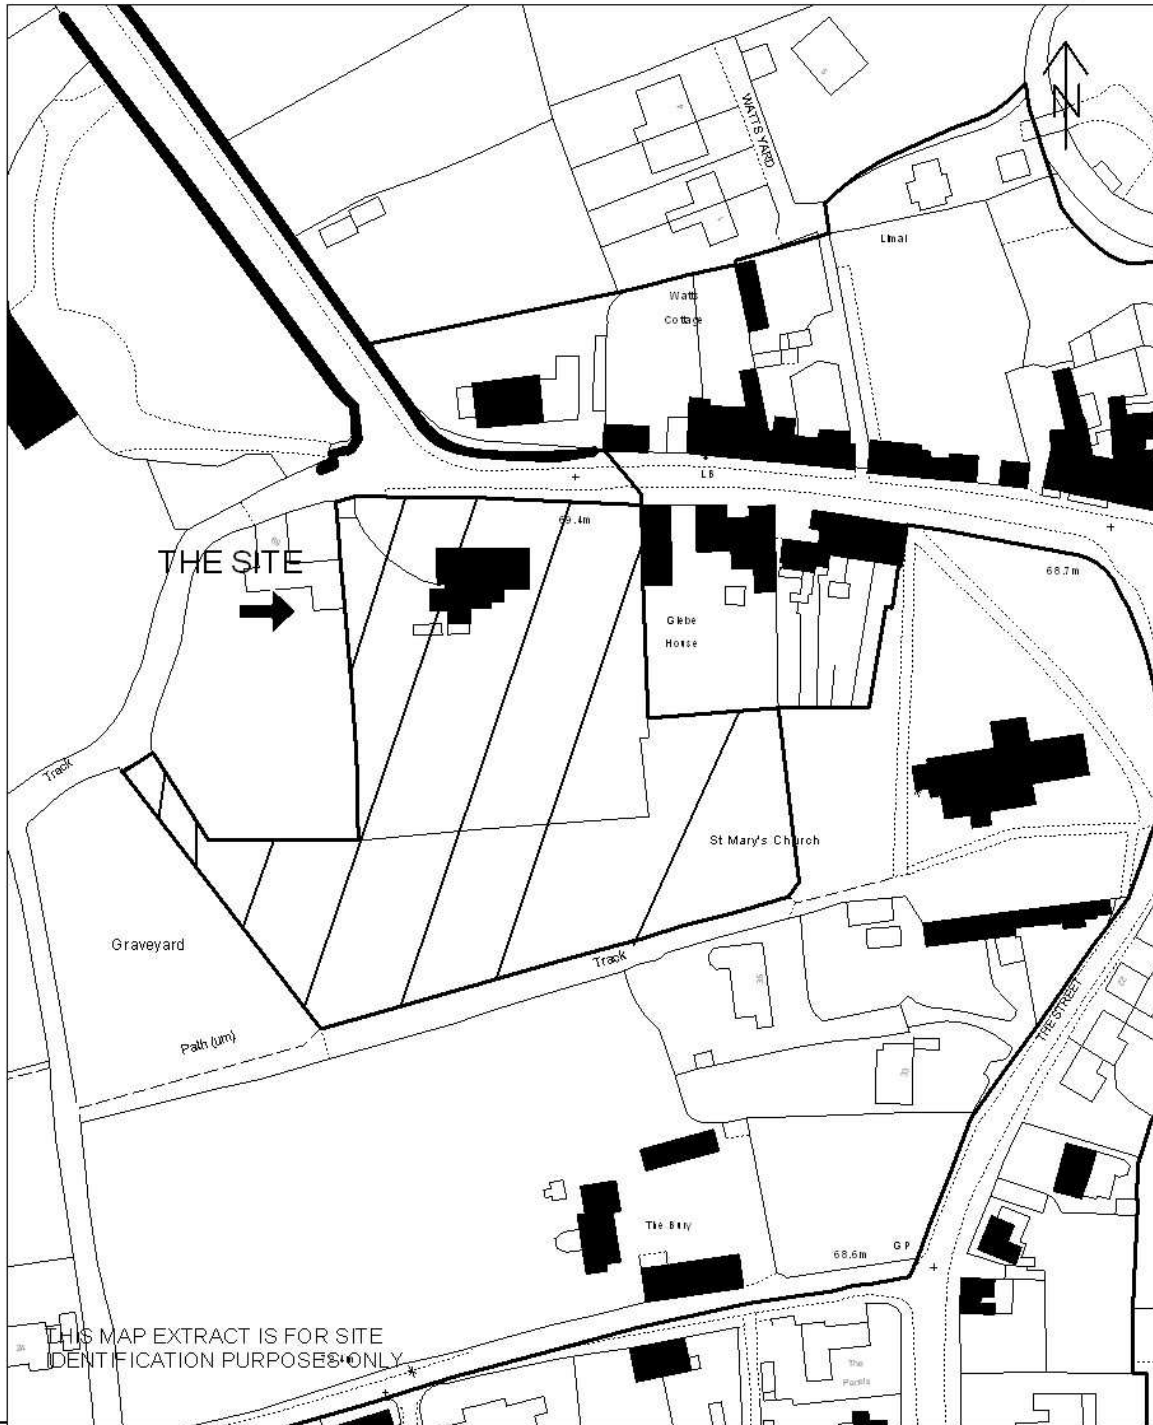 N
WATTS YARD
Limal
Watts
Cottage
LB
69.4m
THE SITE
68.7m
Glebe
House
Track
St Mary's Church
Graveyard
Track
Path (um)
THE STREET
The Bury
GP
68.6m
THIS MAP EXTRACT IS FOR SITE
IDENTIFICATION PURPOSES ONLY
The